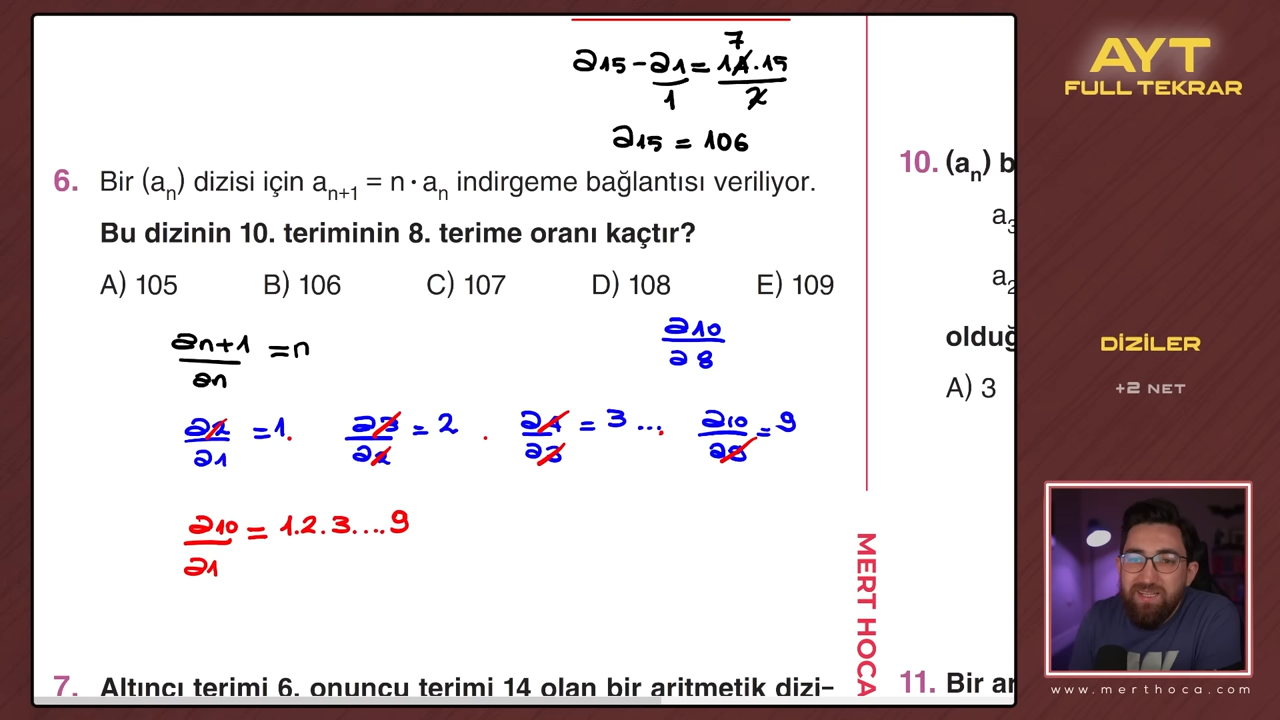 AYT
FULL TEKRAR
a15 - a1 = 14.15
7
1
2
a15 = 106
6. Bir (an) dizisi için an+1 = n · an indirgeme bağlantısı veriliyor.
Bu dizinin 10. teriminin 8. terime oranı kaçtır?
A) 105 B) 106 C) 107 D) 108 E) 109
an+1 / an = n
a10 / a8
a2 / a1 = 1 . a3 / a2 = 2 . a4 / a3 = 3 ... a10 / a9 = 9
a10 / a1 = 1.2.3....9
7. Altıncı terimi 6, onuncu terimi 14 olan bir aritmetik dizi–
MERT HOCA
10. (an) b
a3
a2
olduğ
A) 3
11. Bir ar
DİZİLER
+2 NET
www.merthoca.com